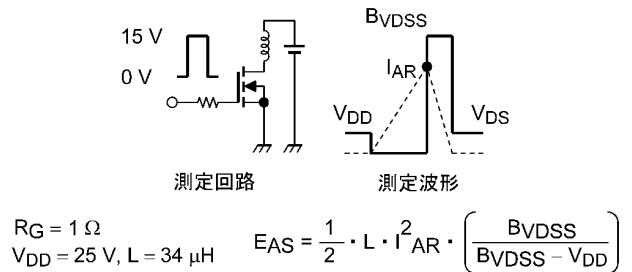 15 V
0 V
BVDSS
IAR
VDD
VDS
測定回路
測定波形
RG = 1 Ω
VDD = 25 V, L = 34 μH
EAS = 1/2 · L · I²AR · (BVDSS / (BVDSS − VDD))